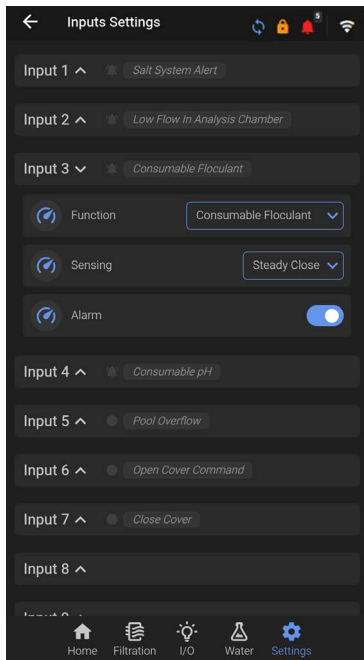 Inputs Settings
5
Input 1 Salt System Alert
Input 2 Low Flow In Analysis Chamber
Input 3 Consumable Floculant
Function Consumable Floculant
Sensing Steady Close
Alarm
Input 4 Consumable pH
Input 5 Pool Overflow
Input 6 Open Cover Command
Input 7 Close Cover
Input 8
Home Filtration I/O Water Settings